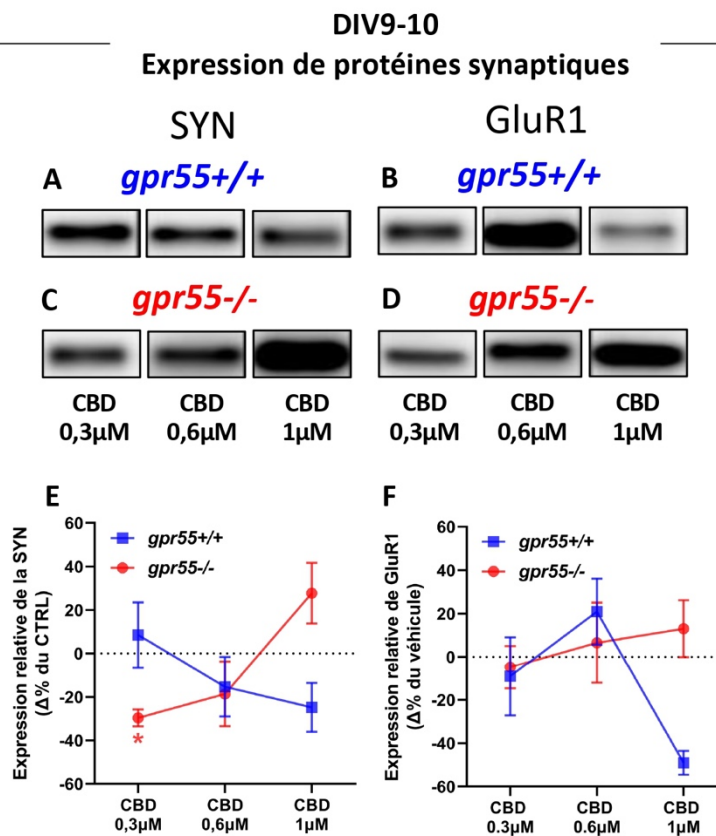 DIV9-10
Expression de protéines synaptiques
SYN
GluR1
A
gpr55+/+
B
gpr55+/+
C
gpr55-/-
D
gpr55-/-
CBD
0,3µM
CBD
0,6µM
CBD
1µM
CBD
0,3µM
CBD
0,6µM
CBD
1µM
E
Expression relative de la SYN
(Δ% du CTRL)
60
40
20
0
-20
-40
-60
gpr55+/+
gpr55-/-
*
CBD
0,3µM
CBD
0,6µM
CBD
1µM
F
Expression relative de GluR1
(Δ% du véhicule)
60
40
20
0
-20
-40
-60
gpr55+/+
gpr55-/-
CBD
0.3µM
CBD
0.6µM
CBD
1µM